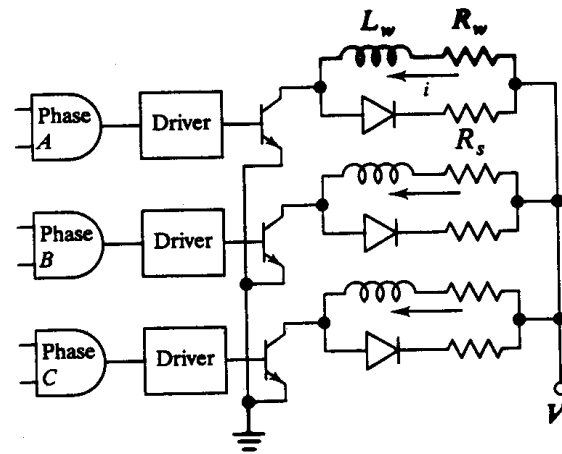 L_w R_w
i
Phase
A
Driver
R_s
Phase
B
Driver
Phase
C
Driver
V